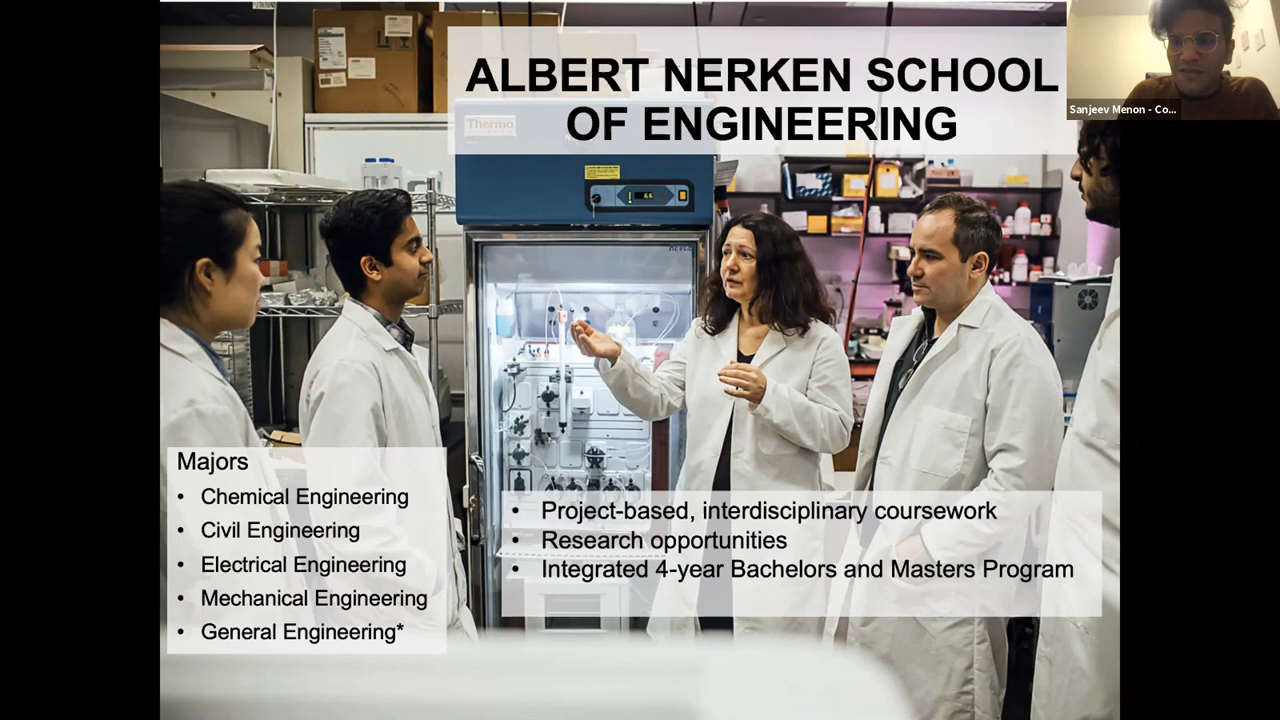 ALBERT NERKEN SCHOOL
OF ENGINEERING
Sanjeev Menon - Co...
Thermo
66
Majors
• Chemical Engineering
• Civil Engineering
• Electrical Engineering
• Mechanical Engineering
• General Engineering*
• Project-based, interdisciplinary coursework
• Research opportunities
• Integrated 4-year Bachelors and Masters Program